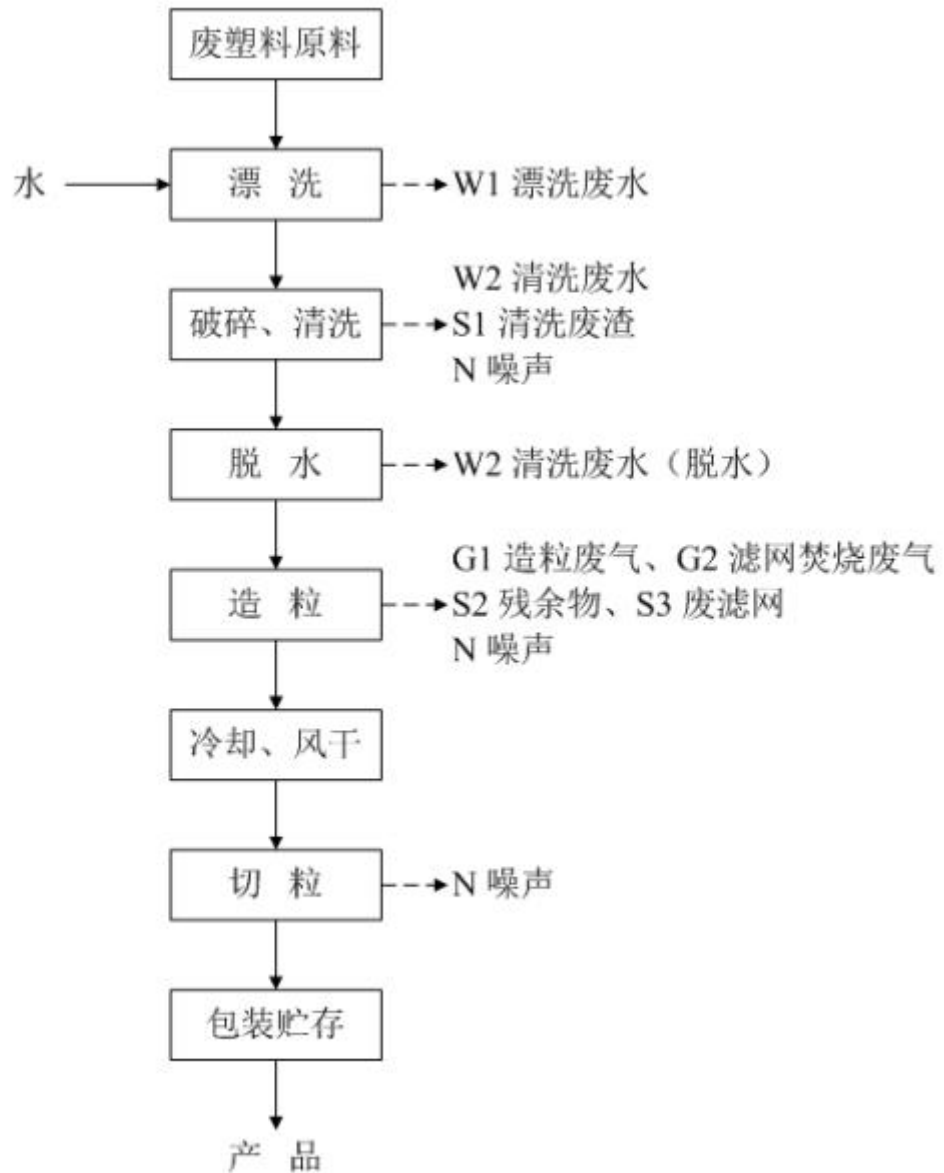 废塑料原料
水
漂 洗
W1 漂洗废水
破碎、清洗
W2 清洗废水
S1 清洗废渣
N 噪声
脱 水
W2 清洗废水（脱水）
造 粒
G1 造粒废气、G2 滤网焚烧废气
S2 残余物、S3 废滤网
N 噪声
冷却、风干
切 粒
N 噪声
包装贮存
产 品